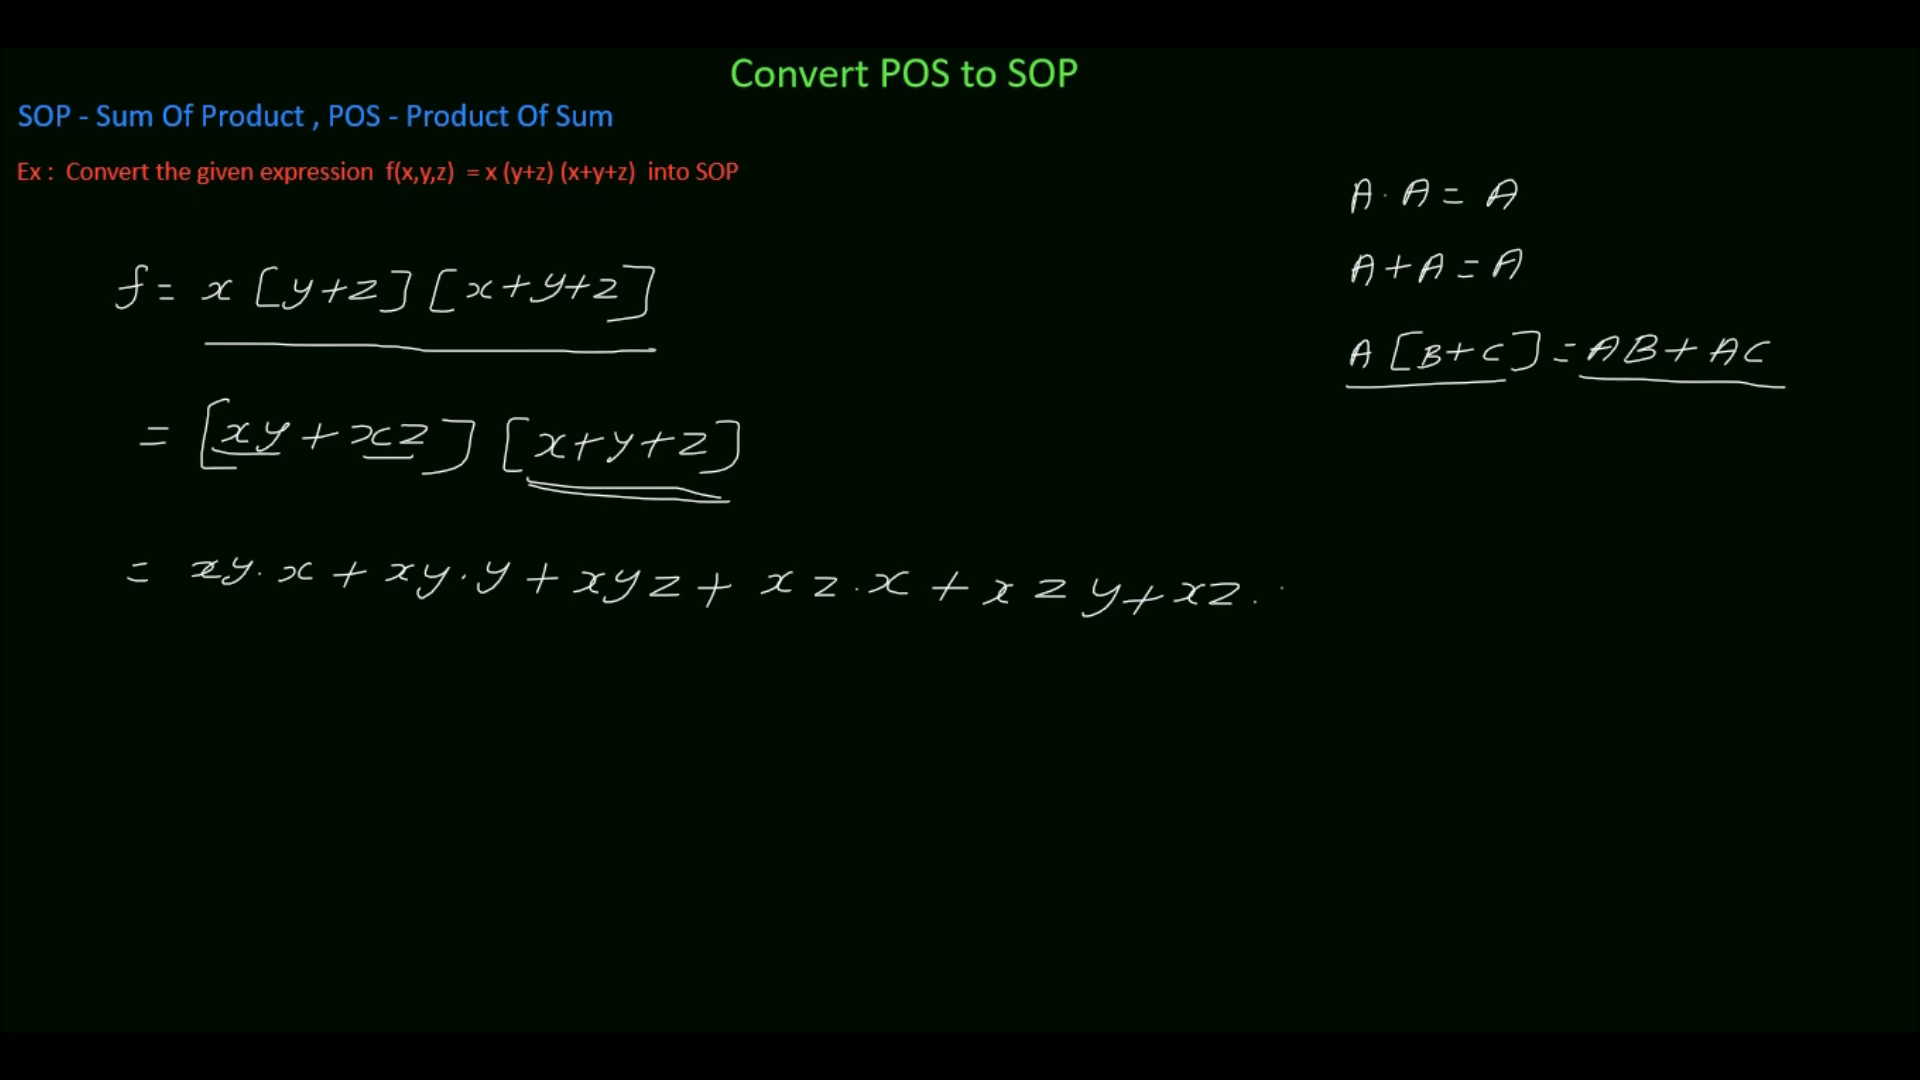 Convert POS to SOP
SOP - Sum Of Product , POS - Product Of Sum
Ex : Convert the given expression f(x,y,z) = x (y+z) (x+y+z) into SOP
A · A = A
A + A = A
A [B+C] = AB + AC
f = x [y+z] [x+y+z]
= [xy + xz] [x+y+z]
= xy·x + xy·y + xyz + xz·x + xzy + xz·